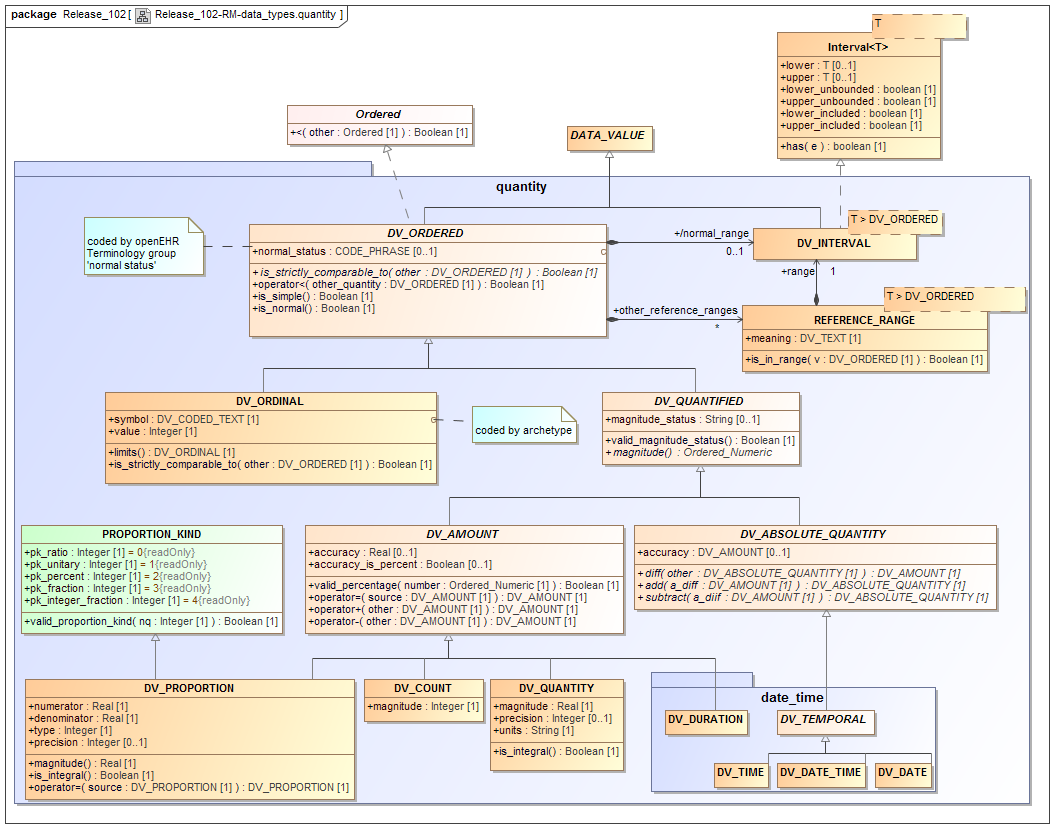 package Release_102 [ Release_102-RM-data_types.quantity ]
T
Interval<T>
+lower : T [0..1]
+upper : T [0..1]
+lower_unbounded : boolean [1]
+upper_unbounded : boolean [1]
+lower_included : boolean [1]
+upper_included : boolean [1]
+has( e ) : boolean [1]
Ordered
+<( other : Ordered [1] ) : Boolean [1]
DATA_VALUE
quantity
coded by openEHR
Terminology group
'normal status'
DV_ORDERED
+normal_status : CODE_PHRASE [0..1]
+is_strictly_comparable_to( other : DV_ORDERED [1] ) : Boolean [1]
+operator<( other_quantity : DV_ORDERED [1] ) : Boolean [1]
+is_simple() : Boolean [1]
+is_normal() : Boolean [1]
+/normal_range
0..1
T > DV_ORDERED
DV_INTERVAL
+range
1
+other_reference_ranges
*
T > DV_ORDERED
REFERENCE_RANGE
+meaning : DV_TEXT [1]
+is_in_range( v : DV_ORDERED [1] ) : Boolean [1]
DV_ORDINAL
+symbol : DV_CODED_TEXT [1]
+value : Integer [1]
+limits() : DV_ORDINAL [1]
+is_strictly_comparable_to( other : DV_ORDERED [1] ) : Boolean [1]
coded by archetype
DV_QUANTIFIED
+magnitude_status : String [0..1]
+valid_magnitude_status() : Boolean [1]
+magnitude() : Ordered_Numeric
PROPORTION_KIND
+pk_ratio : Integer [1] = 0{readOnly}
+pk_unitary : Integer [1] = 1{readOnly}
+pk_percent : Integer [1] = 2{readOnly}
+pk_fraction : Integer [1] = 3{readOnly}
+pk_integer_fraction : Integer [1] = 4{readOnly}
+valid_proportion_kind( nq : Integer [1] ) : Boolean [1]
DV_AMOUNT
+accuracy : Real [0..1]
+accuracy_is_percent : Boolean [0..1]
+valid_percentage( number : Ordered_Numeric [1] ) : Boolean [1]
+operator=( source : DV_AMOUNT [1] ) : DV_AMOUNT [1]
+operator+( other : DV_AMOUNT [1] ) : DV_AMOUNT [1]
+operator-( other : DV_AMOUNT [1] ) : DV_AMOUNT [1]
DV_ABSOLUTE_QUANTITY
+accuracy : DV_AMOUNT [0..1]
+diff( other : DV_ABSOLUTE_QUANTITY [1] ) : DV_AMOUNT [1]
+add( a_diff : DV_AMOUNT [1] ) : DV_ABSOLUTE_QUANTITY [1]
+subtract( a_diff : DV_AMOUNT [1] ) : DV_ABSOLUTE_QUANTITY [1]
DV_PROPORTION
+numerator : Real [1]
+denominator : Real [1]
+type : Integer [1]
+precision : Integer [0..1]
+magnitude() : Real [1]
+is_integral() : Boolean [1]
+operator=( source : DV_PROPORTION [1] ) : DV_PROPORTION [1]
DV_COUNT
+magnitude : Integer [1]
DV_QUANTITY
+magnitude : Real [1]
+precision : Integer [0..1]
+units : String [1]
+is_integral() : Boolean [1]
date_time
DV_DURATION
DV_TEMPORAL
DV_TIME
DV_DATE_TIME
DV_DATE